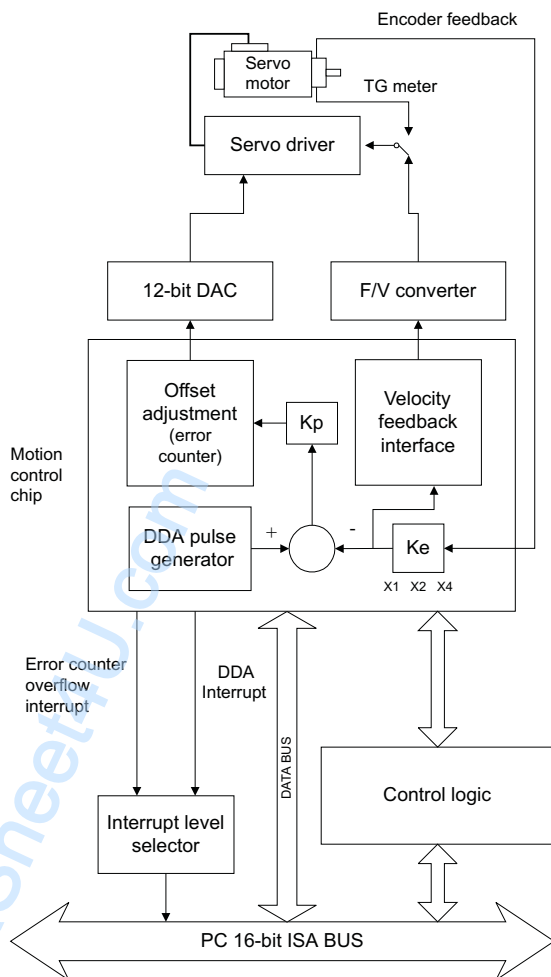 Encoder feedback
Servo
motor
TG meter
Servo driver
12-bit DAC
F/V converter
Offset
adjustment
(error
counter)
Kp
Velocity
feedback
interface
Motion
control
chip
DDA pulse
generator
+
-
Ke
X1 X2 X4
Error counter
overflow
interrupt
DDA
Interrupt
DATA BUS
Control logic
Interrupt level
selector
PC 16-bit ISA BUS
sheet4U.com